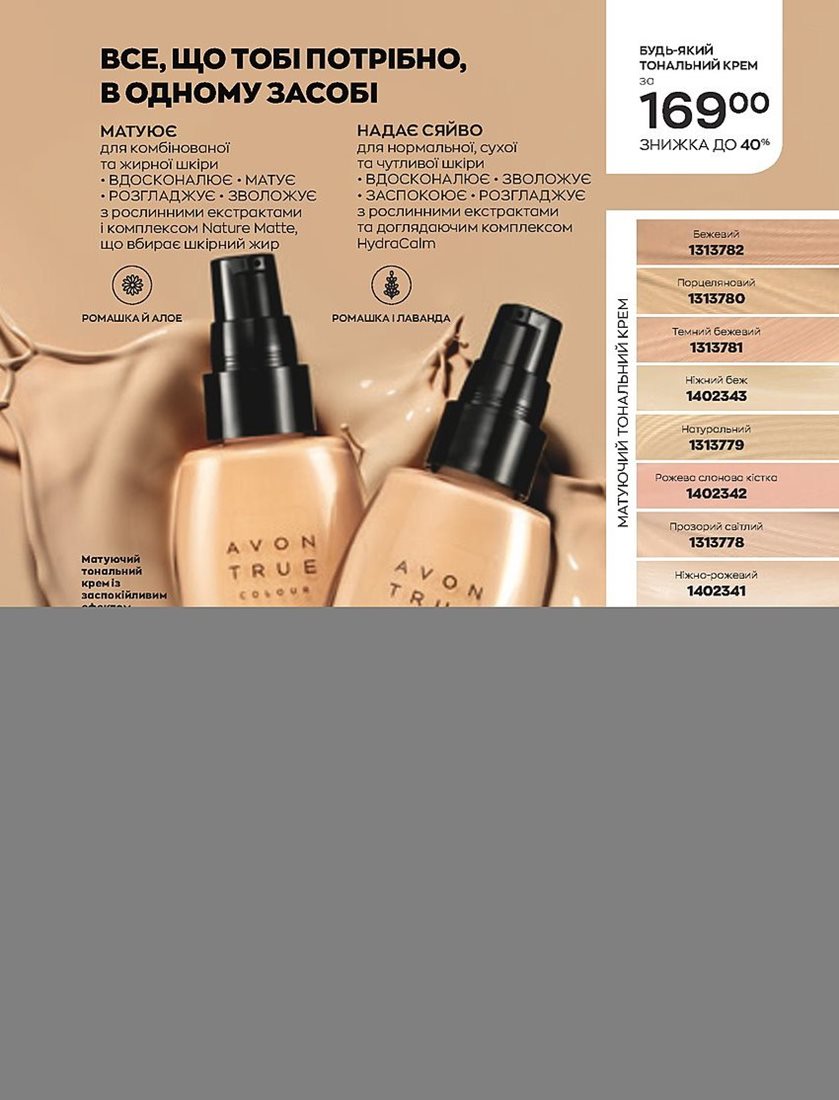 ВСЕ, ЩО ТОБІ ПОТРІБНО,
В ОДНОМУ ЗАСОБІ
МАТУЮЄ
для комбінованої
та жирної шкіри
• ВДОСКОНАЛЮЄ • МАТУЄ
• РОЗГЛАДЖУЄ • ЗВОЛОЖУЄ
з рослинними екстрактами
і комплексом Nature Matte,
що вбирає шкірний жир
РОМАШКА Й АЛОЕ
НАДАЄ СЯЙВО
для нормальної, сухої
та чутливої шкіри
• ВДОСКОНАЛЮЄ • ЗВОЛОЖУЄ
• ЗАСПОКОЮЄ • РОЗГЛАДЖУЄ
з рослинними екстрактами
та доглядаючим комплексом
HydraCalm
РОМАШКА І ЛАВАНДА
БУДЬ-ЯКИЙ
ТОНАЛЬНИЙ КРЕМ
за
169⁰⁰
ЗНИЖКА ДО 40%
МАТУЮЧИЙ ТОНАЛЬНИЙ КРЕМ
Бежевий
1313782
Порцеляновий
1313780
Темний бежевий
1313781
Ніжний беж
1402343
Натуральний
1313779
Рожева слонова кістка
1402342
Прозорий світлий
1313778
Ніжно-рожевий
1402341
AVON
TRUE
COLOUR
AVON
TRU
Матуючий
тональний
крем із
заспокійливим